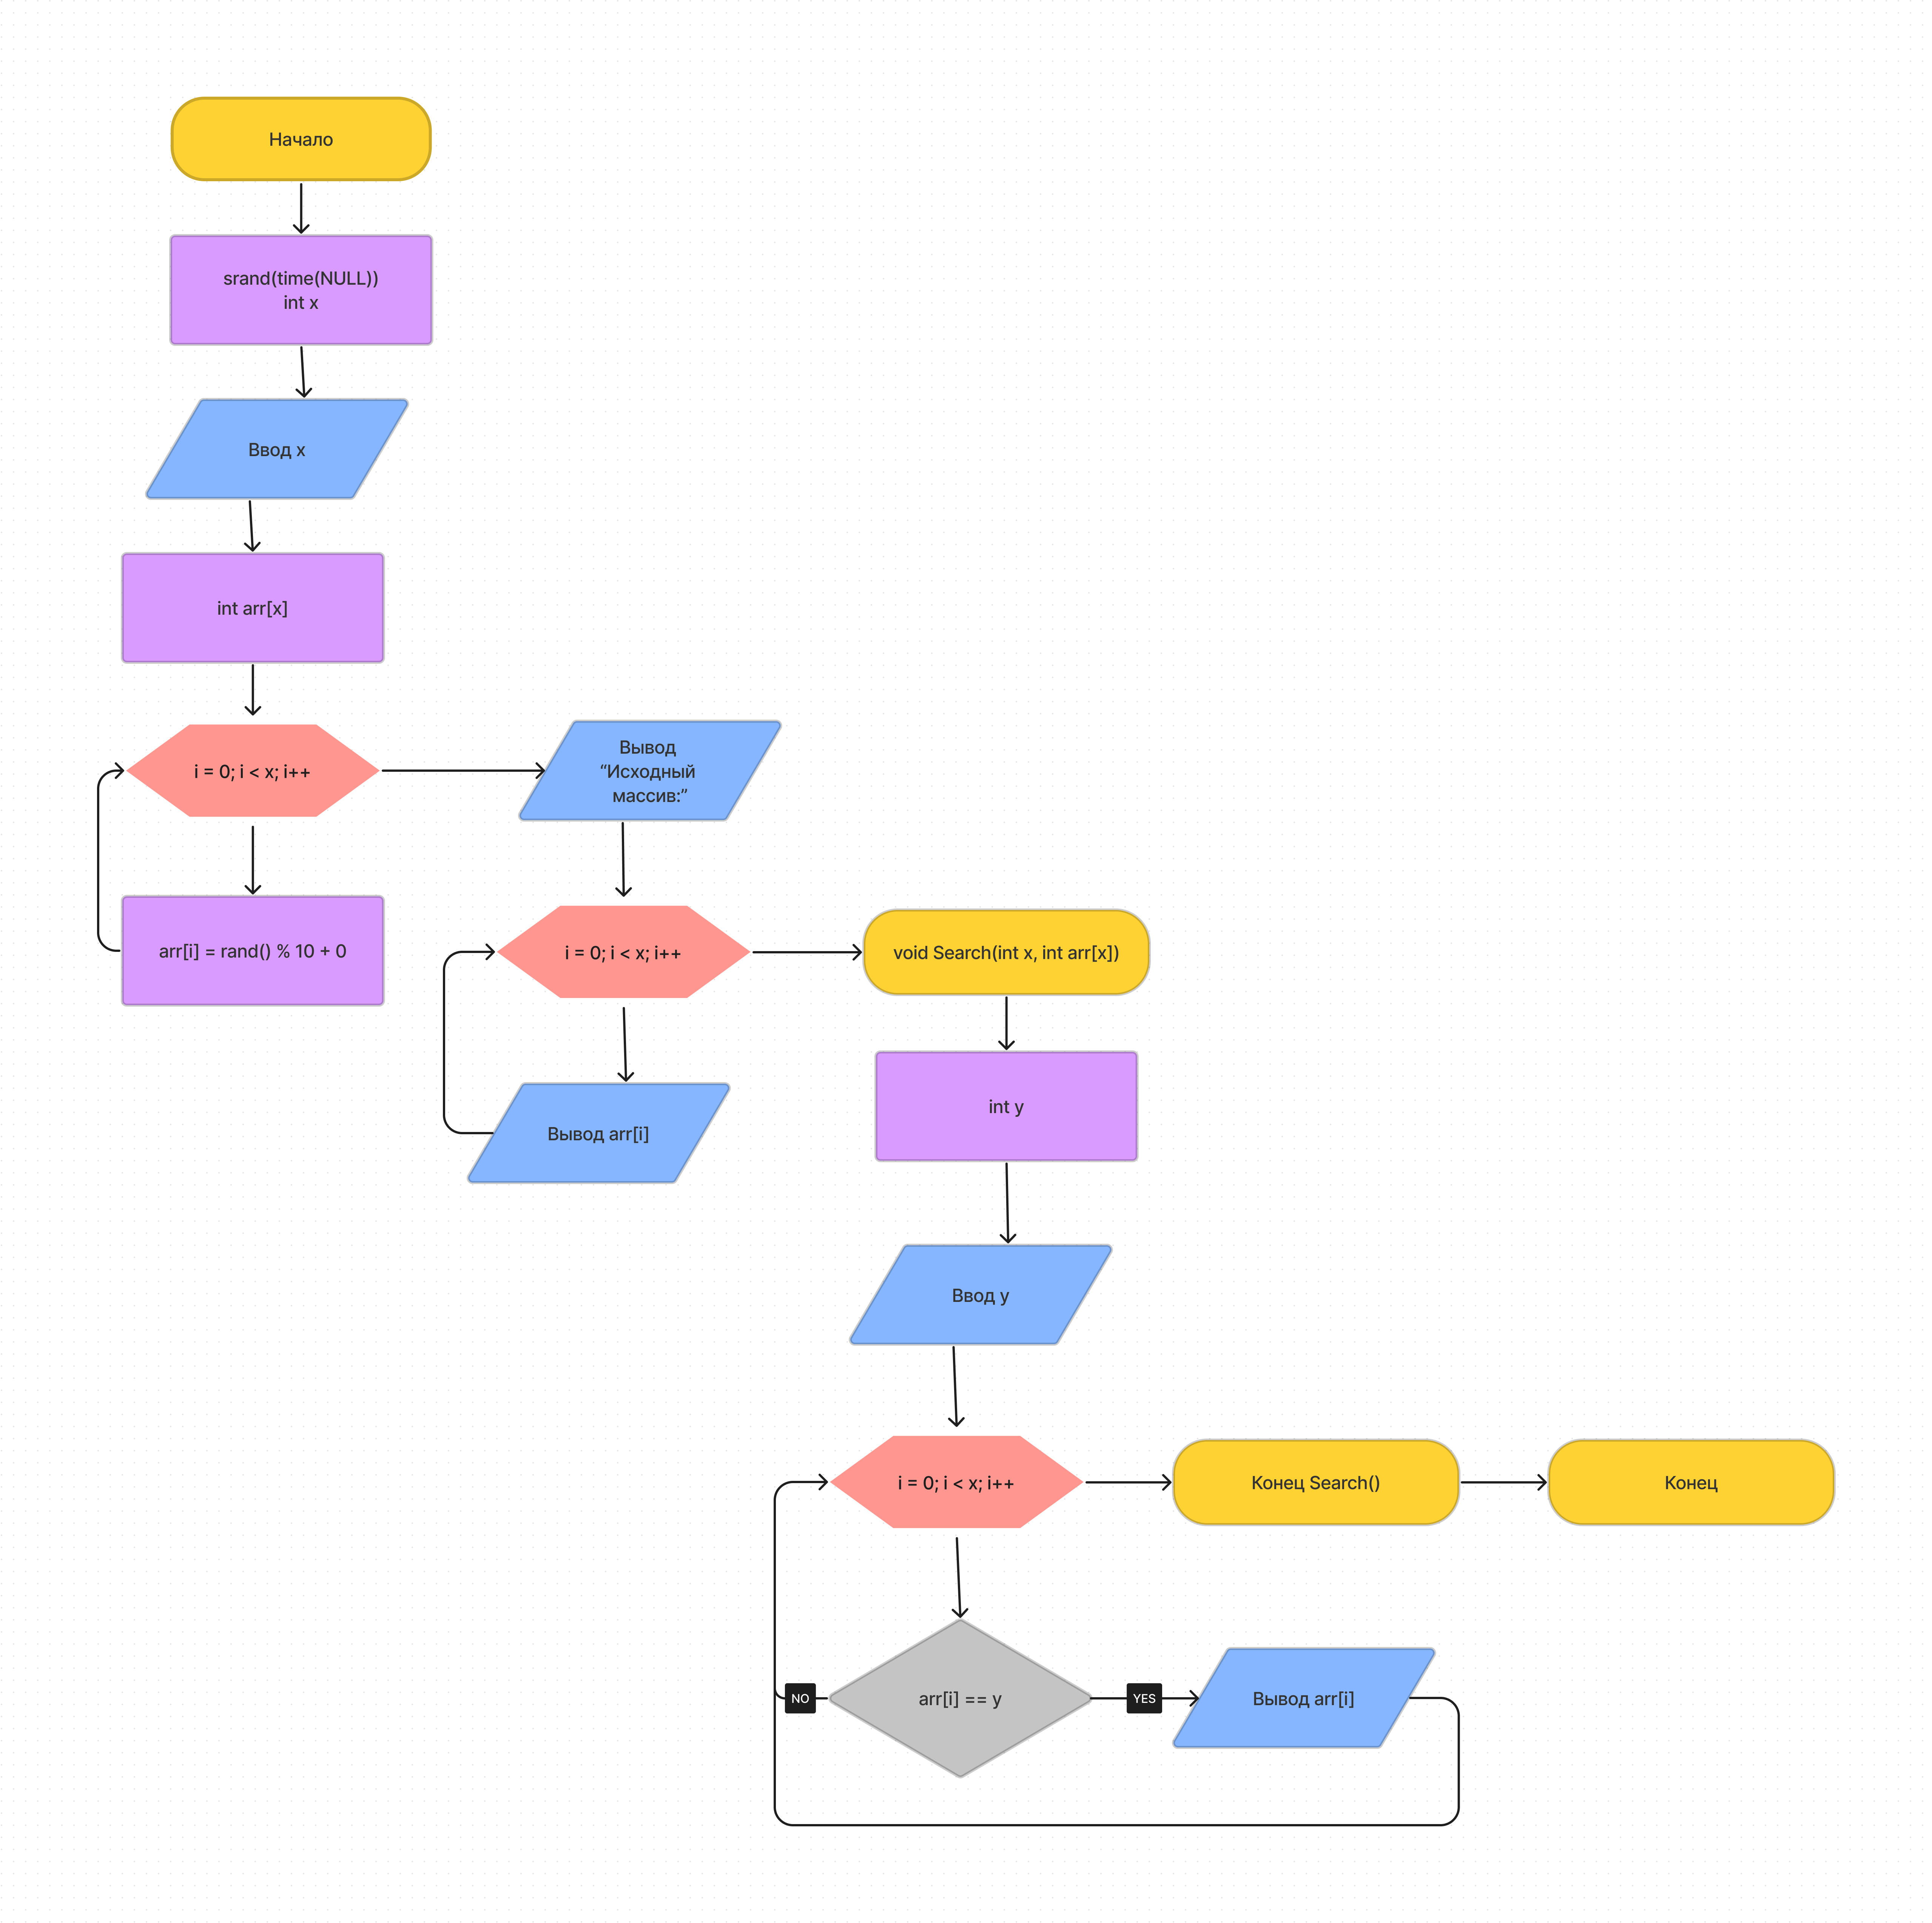 Начало
srand(time(NULL))
int x
Ввод x
int arr[x]
i = 0; i < x; i++
arr[i] = rand() % 10 + 0
Вывод
“Исходный
массив:”
i = 0; i < x; i++
Вывод arr[i]
void Search(int x, int arr[x])
int y
Ввод y
i = 0; i < x; i++
Конец Search()
Конец
arr[i] == y
NO
YES
Вывод arr[i]